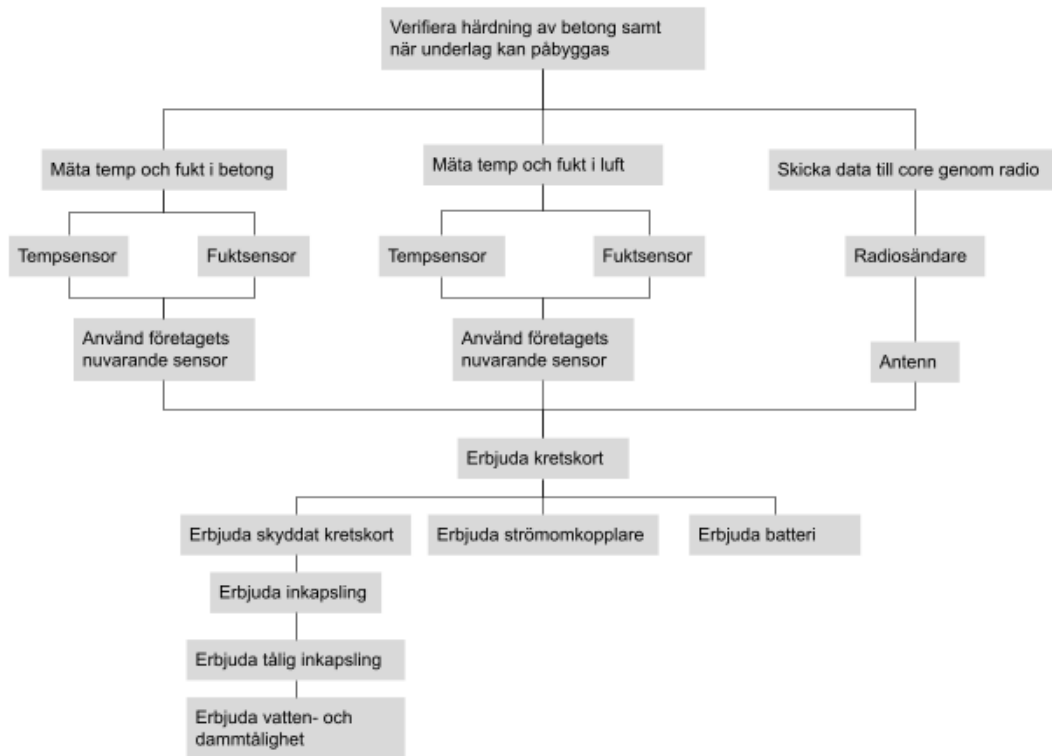 Verifiera härdning av betong samt
när underlag kan påbyggas
Mäta temp och fukt i betong
Mäta temp och fukt i luft
Skicka data till core genom radio
Tempsensor
Fuktsensor
Tempsensor
Fuktsensor
Radiosändare
Använd företagets
nuvarande sensor
Använd företagets
nuvarande sensor
Antenn
Erbjuda kretskort
Erbjuda skyddat kretskort
Erbjuda strömomkopplare
Erbjuda batteri
Erbjuda inkapsling
Erbjuda tålig inkapsling
Erbjuda vatten- och
dammtålighet